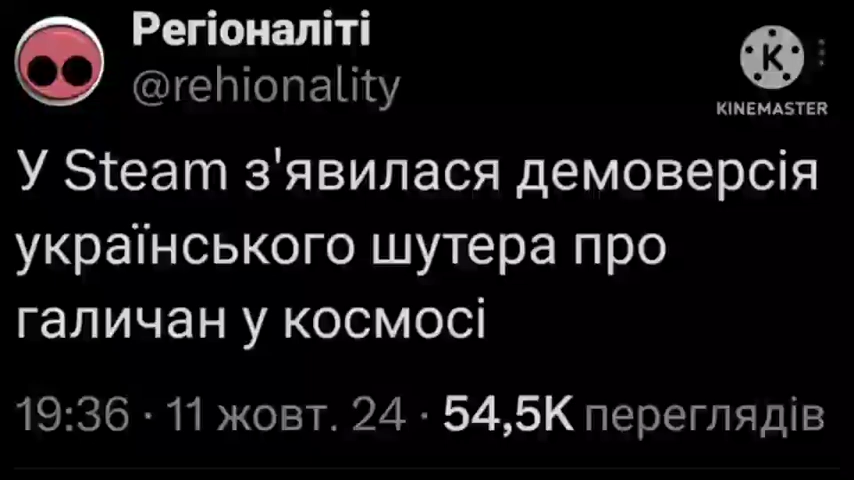 Регіоналіті
@rehionality
KINEMASTER
У Steam з'явилася демоверсія
українського шутера про
галичан у космосі
19:36 · 11 жовт. 24 · 54,5K переглядів